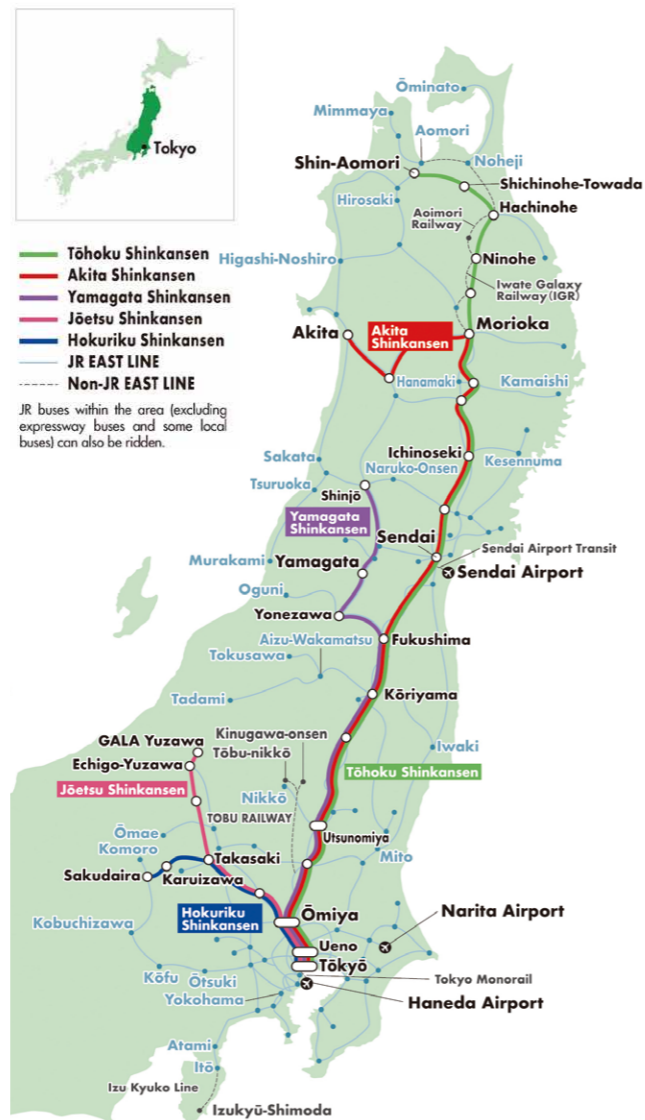 Tokyo
Tōhoku Shinkansen
Akita Shinkansen
Yamagata Shinkansen
Jōetsu Shinkansen
Hokuriku Shinkansen
JR EAST LINE
Non-JR EAST LINE
JR buses within the area (excluding
expressway buses and some local
buses) can also be ridden.
Ōminato
Mimmaya
Aomori
Shin-Aomori
Noheji
Shichinohe-Towada
Hirosaki
Hachinohe
Aoimori
Railway
Higashi-Noshiro
Ninohe
Iwate Galaxy
Railway (IGR)
Akita
Akita
Shinkansen
Morioka
Hanamaki
Kamaishi
Ichinoseki
Sakata
Naruko-Onsen
Kesennuma
Tsuruoka
Shinjō
Yamagata
Shinkansen
Sendai
Sendai Airport Transit
Murakami
Yamagata
Sendai Airport
Oguni
Yonezawa
Aizu-Wakamatsu
Fukushima
Tokusawa
Tadami
Kōriyama
Kinugawa-onsen
GALA Yuzawa
Tōbu-nikkō
Iwaki
Echigo-Yuzawa
Tōhoku Shinkansen
Jōetsu Shinkansen
Nikkō
TOBU RAILWAY
Ōmae
Utsunomiya
Komoro
Takasaki
Mito
Sakudaira
Karuizawa
Hokuriku
Shinkansen
Ōmiya
Narita Airport
Kobuchizawa
Ueno
Tōkyō
Kōfu
Ōtsuki
Tokyo Monorail
Yokohama
Haneda Airport
Atami
Itō
Izu Kyuko Line
Izukyū-Shimoda